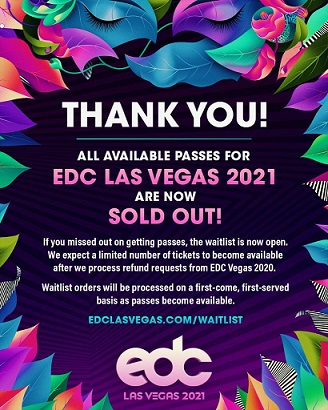 THANK YOU!
ALL AVAILABLE PASSES FOR
EDC LAS VEGAS 2021
ARE NOW
SOLD OUT!
If you missed out on getting passes, the waitlist is now open.
We expect a limited number of tickets to become available
after we process refund requests from EDC Vegas 2020.
Waitlist orders will be processed on a first-come, first-served
basis as passes become available.
EDCLASVEGAS.COM/WAITLIST
edc
LAS VEGAS 2021